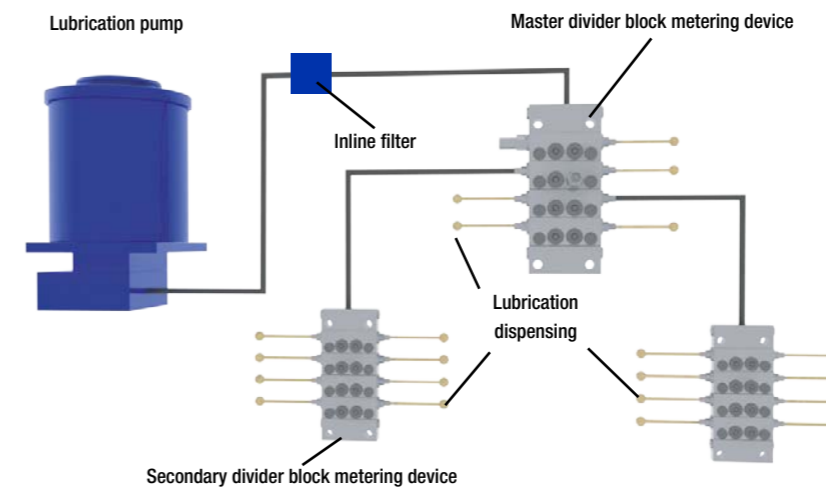 Lubrication pump
Master divider block metering device
Inline filter
Lubrication
dispensing
Secondary divider block metering device